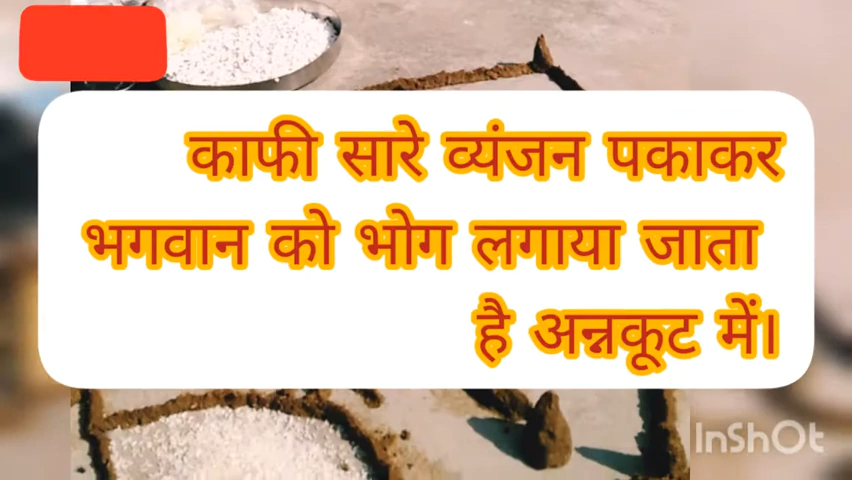 काफी सारे व्यंजन पकाकर
भगवान को भोग लगाया जाता
है अन्नकूट में।
InShOt